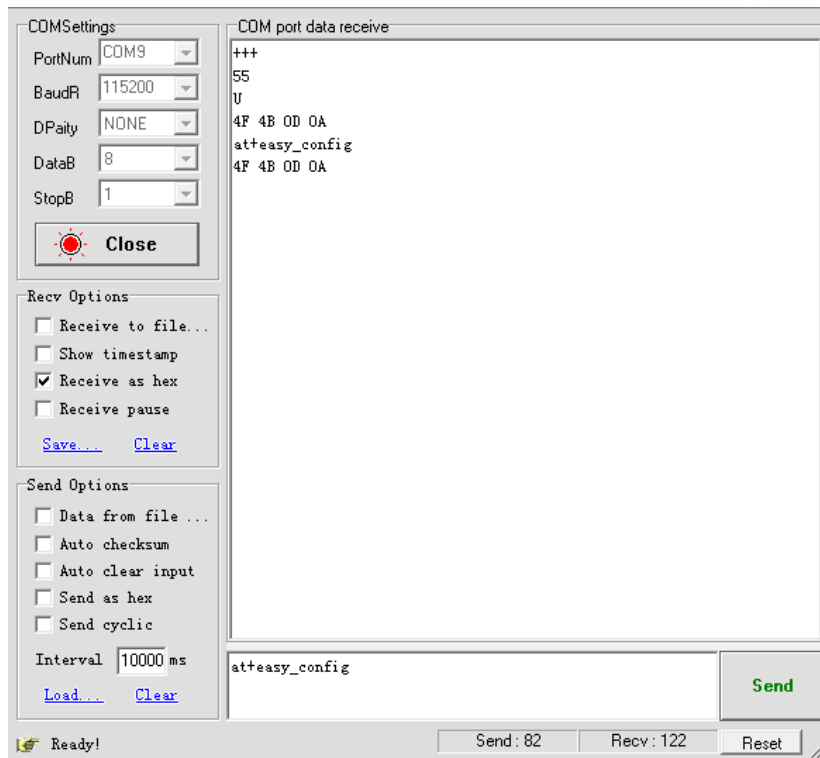 COMSettings
PortNum COM9
BaudR 115200
DPaity NONE
DataB 8
StopB 1
Close
Recv Options
Receive to file...
Show timestamp
Receive as hex
Receive pause
Save... Clear
Send Options
Data from file ...
Auto checksum
Auto clear input
Send as hex
Send cyclic
Interval 10000 ms
Load... Clear
COM port data receive
+++
55
U
4F 4B 0D 0A
at+easy_config
4F 4B 0D 0A
at+easy_config
Send
Ready!
Send : 82
Recv : 122
Reset